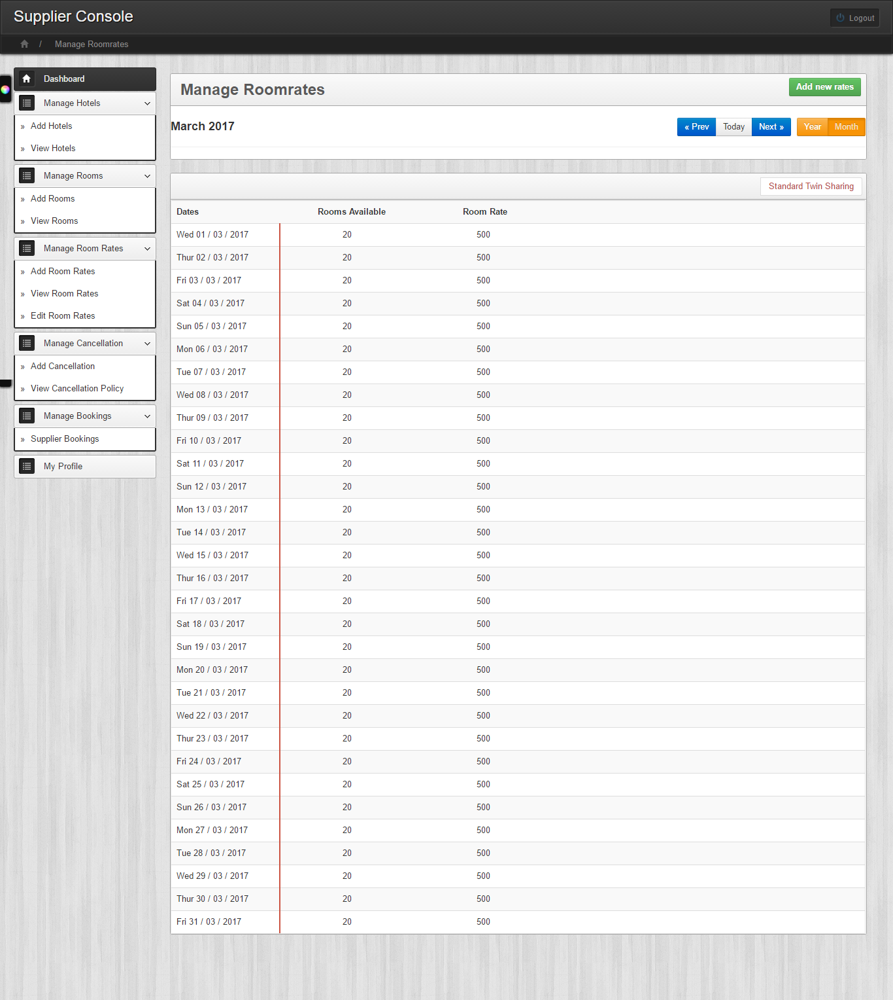 Supplier Console
Logout
/ Manage Roomrates
Dashboard
Manage Hotels
» Add Hotels
» View Hotels
Manage Rooms
» Add Rooms
» View Rooms
Manage Room Rates
» Add Room Rates
» View Room Rates
» Edit Room Rates
Manage Cancellation
» Add Cancellation
» View Cancellation Policy
Manage Bookings
» Supplier Bookings
My Profile
Manage Roomrates
Add new rates
March 2017
« Prev Today Next » Year Month
Standard Twin Sharing
Dates Rooms Available Room Rate
Wed 01 / 03 / 2017 20 500
Thur 02 / 03 / 2017 20 500
Fri 03 / 03 / 2017 20 500
Sat 04 / 03 / 2017 20 500
Sun 05 / 03 / 2017 20 500
Mon 06 / 03 / 2017 20 500
Tue 07 / 03 / 2017 20 500
Wed 08 / 03 / 2017 20 500
Thur 09 / 03 / 2017 20 500
Fri 10 / 03 / 2017 20 500
Sat 11 / 03 / 2017 20 500
Sun 12 / 03 / 2017 20 500
Mon 13 / 03 / 2017 20 500
Tue 14 / 03 / 2017 20 500
Wed 15 / 03 / 2017 20 500
Thur 16 / 03 / 2017 20 500
Fri 17 / 03 / 2017 20 500
Sat 18 / 03 / 2017 20 500
Sun 19 / 03 / 2017 20 500
Mon 20 / 03 / 2017 20 500
Tue 21 / 03 / 2017 20 500
Wed 22 / 03 / 2017 20 500
Thur 23 / 03 / 2017 20 500
Fri 24 / 03 / 2017 20 500
Sat 25 / 03 / 2017 20 500
Sun 26 / 03 / 2017 20 500
Mon 27 / 03 / 2017 20 500
Tue 28 / 03 / 2017 20 500
Wed 29 / 03 / 2017 20 500
Thur 30 / 03 / 2017 20 500
Fri 31 / 03 / 2017 20 500